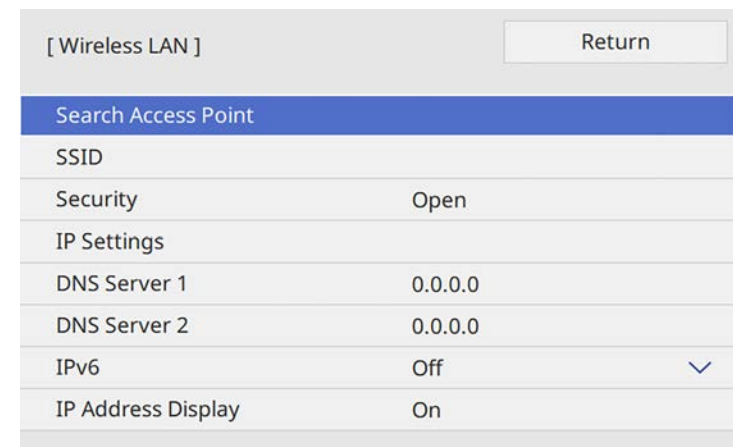 [ Wireless LAN ] Return
Search Access Point
SSID
Security Open
IP Settings
DNS Server 1 0.0.0.0
DNS Server 2 0.0.0.0
IPv6 Off
IP Address Display On